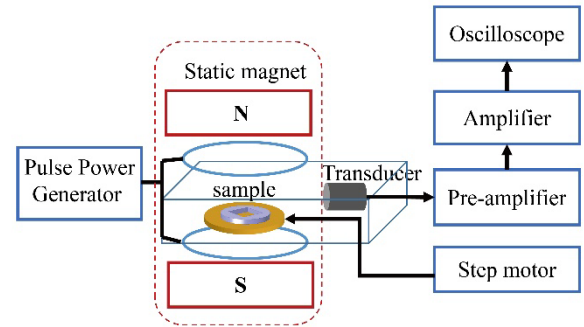 Oscilloscope
Static magnet
N
Amplifier
Pulse Power
Generator
sample
Transducer
Pre-amplifier
S
Step motor